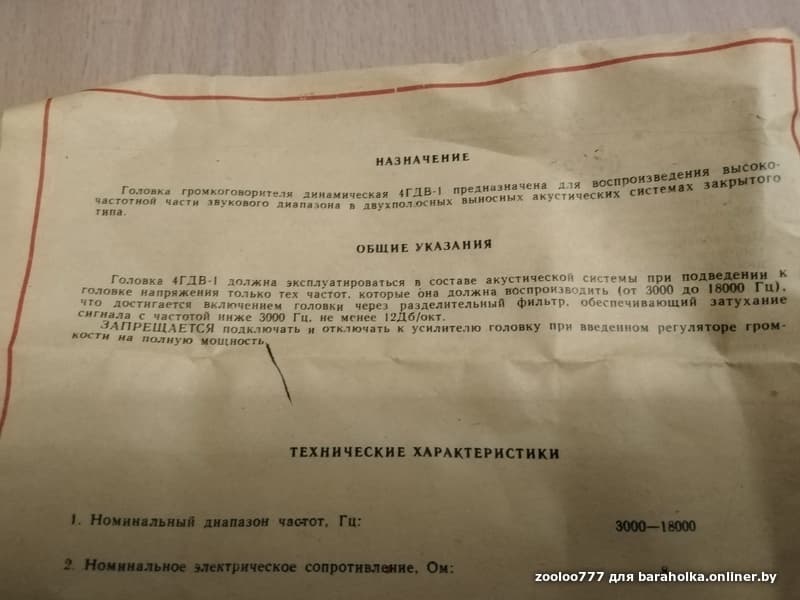 НАЗНАЧЕНИЕ
Головка громкоговорителя динамическая 4ГДВ-1 предназначена для воспроизведения высоко-
частотной части звукового диапазона в двухполосных выносных акустических системах закрытого
типа.
ОБЩИЕ УКАЗАНИЯ
Головка 4ГДВ-1 должна эксплуатироваться в составе акустической системы при подведении к
головке напряжения только тех частот, которые она должна воспроизводить (от 3000 до 18000 Гц),
что достигается включением головки через разделительный фильтр, обеспечивающий затухание
сигнала с частотой ниже 3000 Гц, не менее 12Дб/окт.
ЗАПРЕЩАЕТСЯ подключать и отключать к усилителю головку при введенном регуляторе гром-
кости на полную мощность.
ТЕХНИЧЕСКИЕ ХАРАКТЕРИСТИКИ
1. Номинальный диапазон частот, Гц: 3000—18000
2. Номинальное электрическое сопротивление, Ом: 8
zooloo777 для baraholka.onliner.by